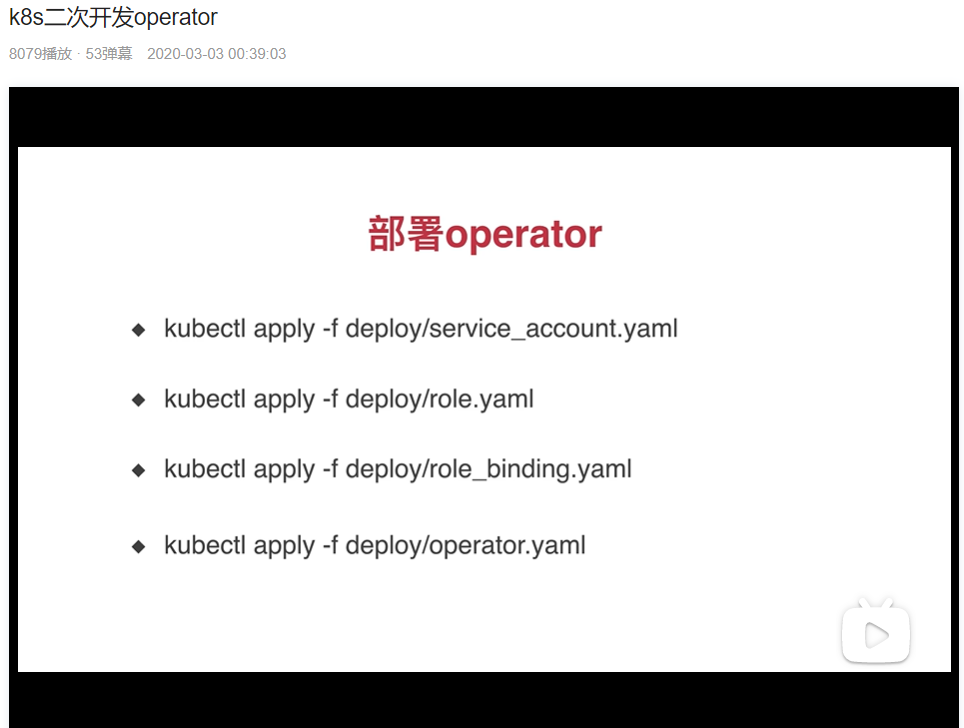 k8s二次开发operator
8079播放 · 53弹幕 2020-03-03 00:39:03
部署operator
◆ kubectl apply -f deploy/service_account.yaml
◆ kubectl apply -f deploy/role.yaml
◆ kubectl apply -f deploy/role_binding.yaml
◆ kubectl apply -f deploy/operator.yaml